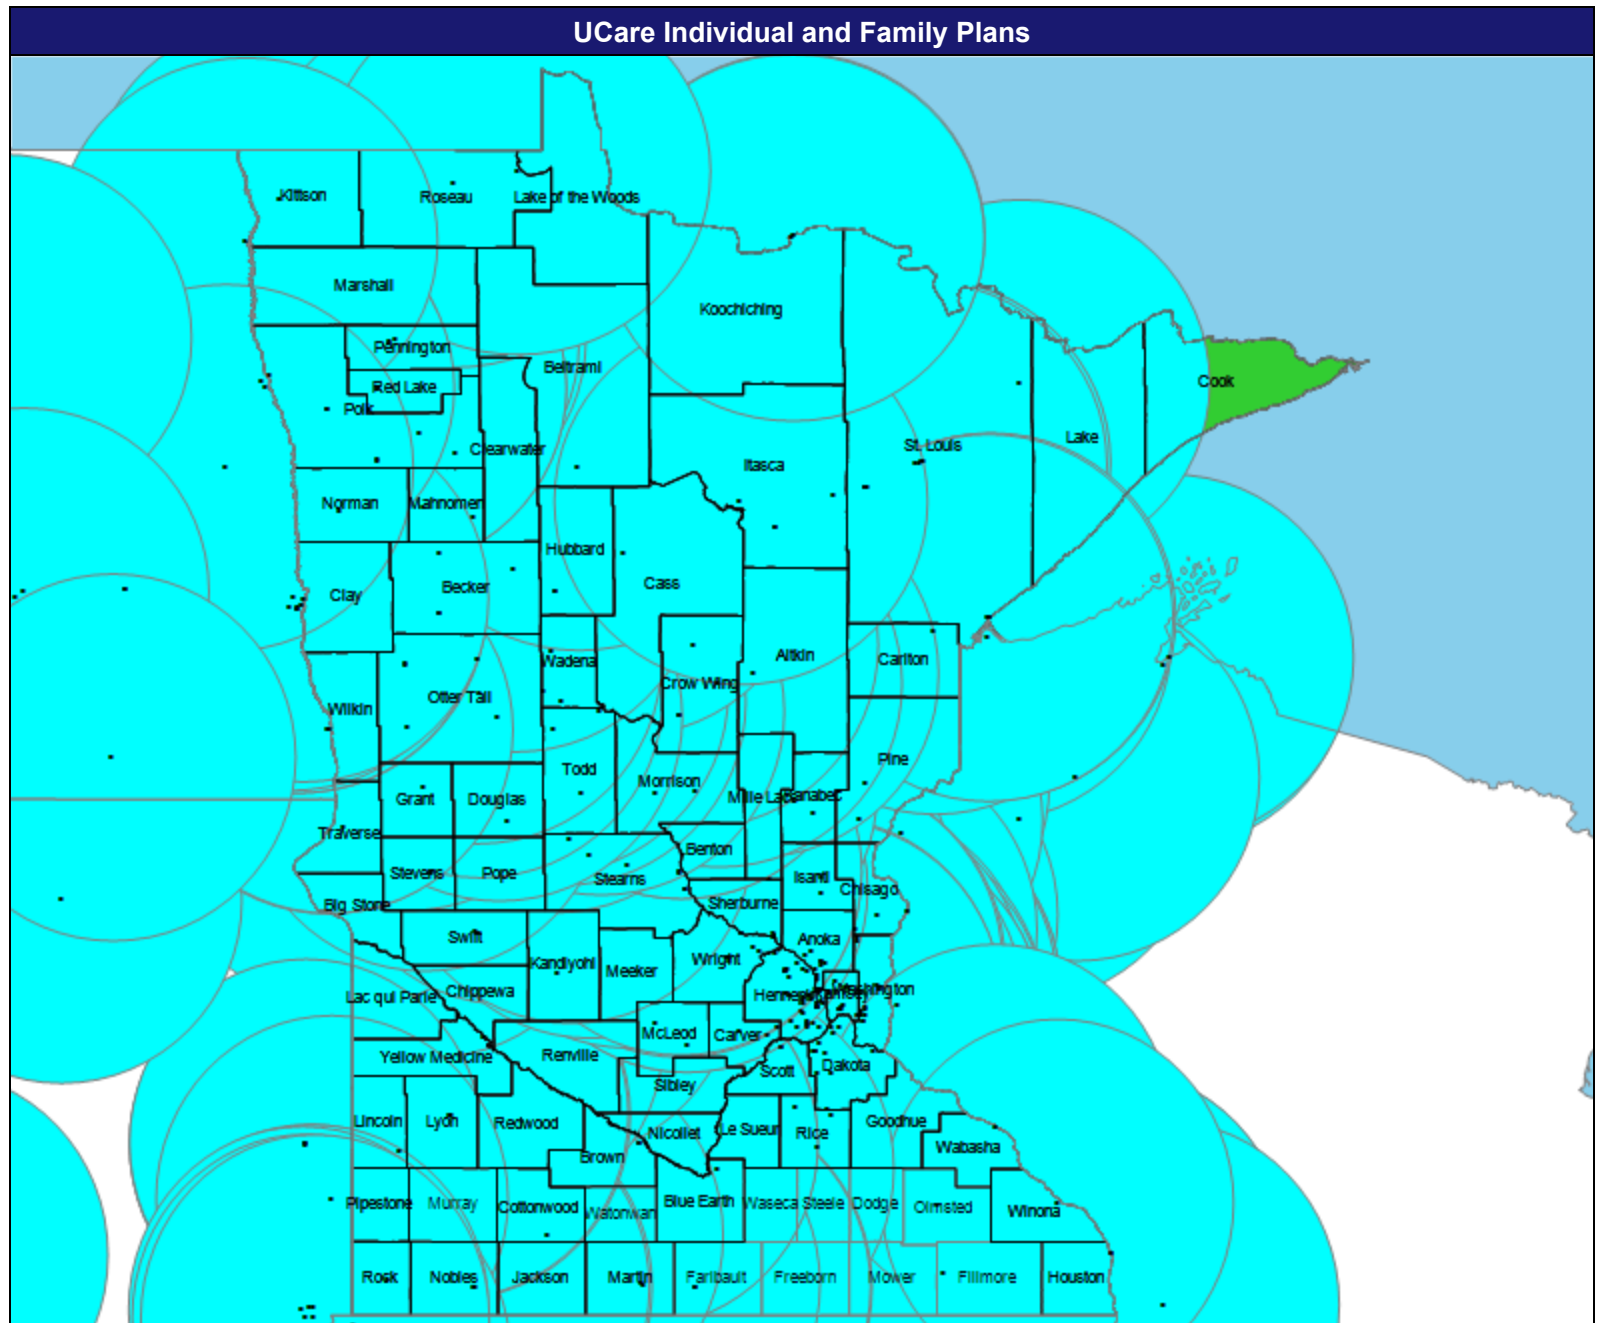 UCare Individual and Family Plans
Kittson
Roseau
Lake of the Woods
Marshall
Koochiching
Pennington
Beltrami
Red Lake
Cook
Polk
Lake
St. Louis
Clearwater
Itasca
Norman
Mahnomen
Hubbard
Cass
Becker
Clay
Aitkin
Carlton
Wadena
Crow Wing
Otter Tail
Wilkin
Pine
Todd
Morrison
Grant
Douglas
Mille Lacs
Kanabec
Traverse
Benton
Stevens
Pope
Stearns
Isanti
Chisago
Big Stone
Sherburne
Swift
Anoka
Wright
Kandiyohi
Meeker
Chippewa
Washington
Lac qui Parle
Hennepin
Ramsey
McLeod
Carver
Yellow Medicine
Renville
Dakota
Scott
Sibley
Lincoln
Lyon
Redwood
Goodhue
Nicollet
Le Sueur
Rice
Wabasha
Brown
Pipestone
Murray
Cottonwood
Watonwan
Blue Earth
Waseca
Steele
Dodge
Olmsted
Winona
Rock
Nobles
Jackson
Martin
Faribault
Freeborn
Mower
Fillmore
Houston